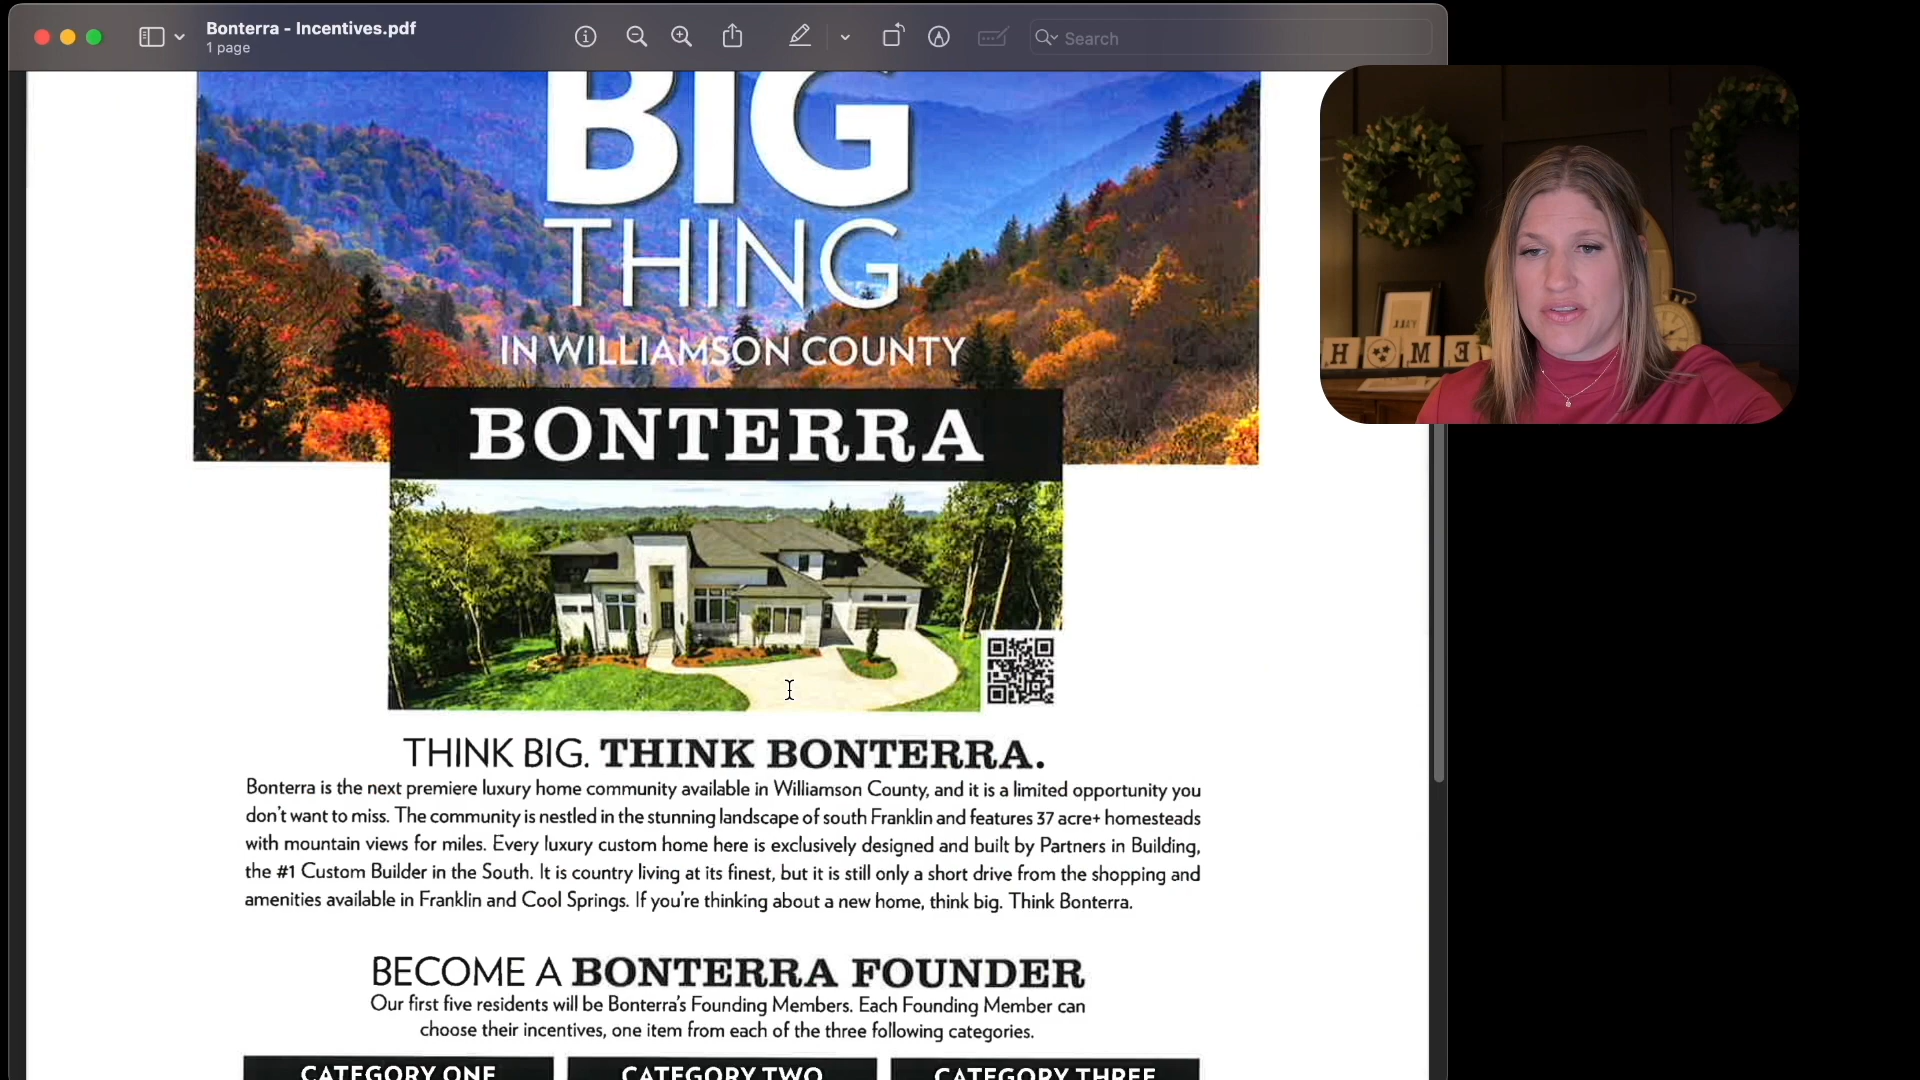 Bonterra - Incentives.pdf
1 page
Search
BIG
THING
IN WILLIAMSON COUNTY
BONTERRA
THINK BIG. THINK BONTERRA.
Bonterra is the next premiere luxury home community available in Williamson County, and it is a limited opportunity you
don't want to miss. The community is nestled in the stunning landscape of south Franklin and features 37 acre+ homesteads
with mountain views for miles. Every luxury custom home here is exclusively designed and built by Partners in Building,
the #1 Custom Builder in the South. It is country living at its finest, but it is still only a short drive from the shopping and
amenities available in Franklin and Cool Springs. If you're thinking about a new home, think big. Think Bonterra.
BECOME A BONTERRA FOUNDER
Our first five residents will be Bonterra's Founding Members. Each Founding Member can
choose their incentives, one item from each of the three following categories.
CATEGORY ONE
CATEGORY TWO
CATEGORY THREE
H M E